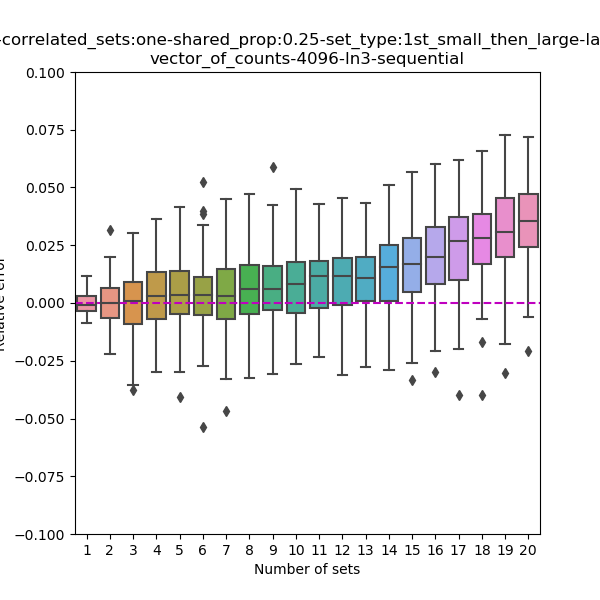 -correlated_sets:one-shared_prop:0.25-set_type:1st_small_then_large-la
vector_of_counts-4096-ln3-sequential
0.100
0.075
0.050
0.025
0.000
−0.025
−0.050
−0.075
−0.100
Relative error
1 2 3 4 5 6 7 8 9 10 11 12 13 14 15 16 17 18 19 20
Number of sets